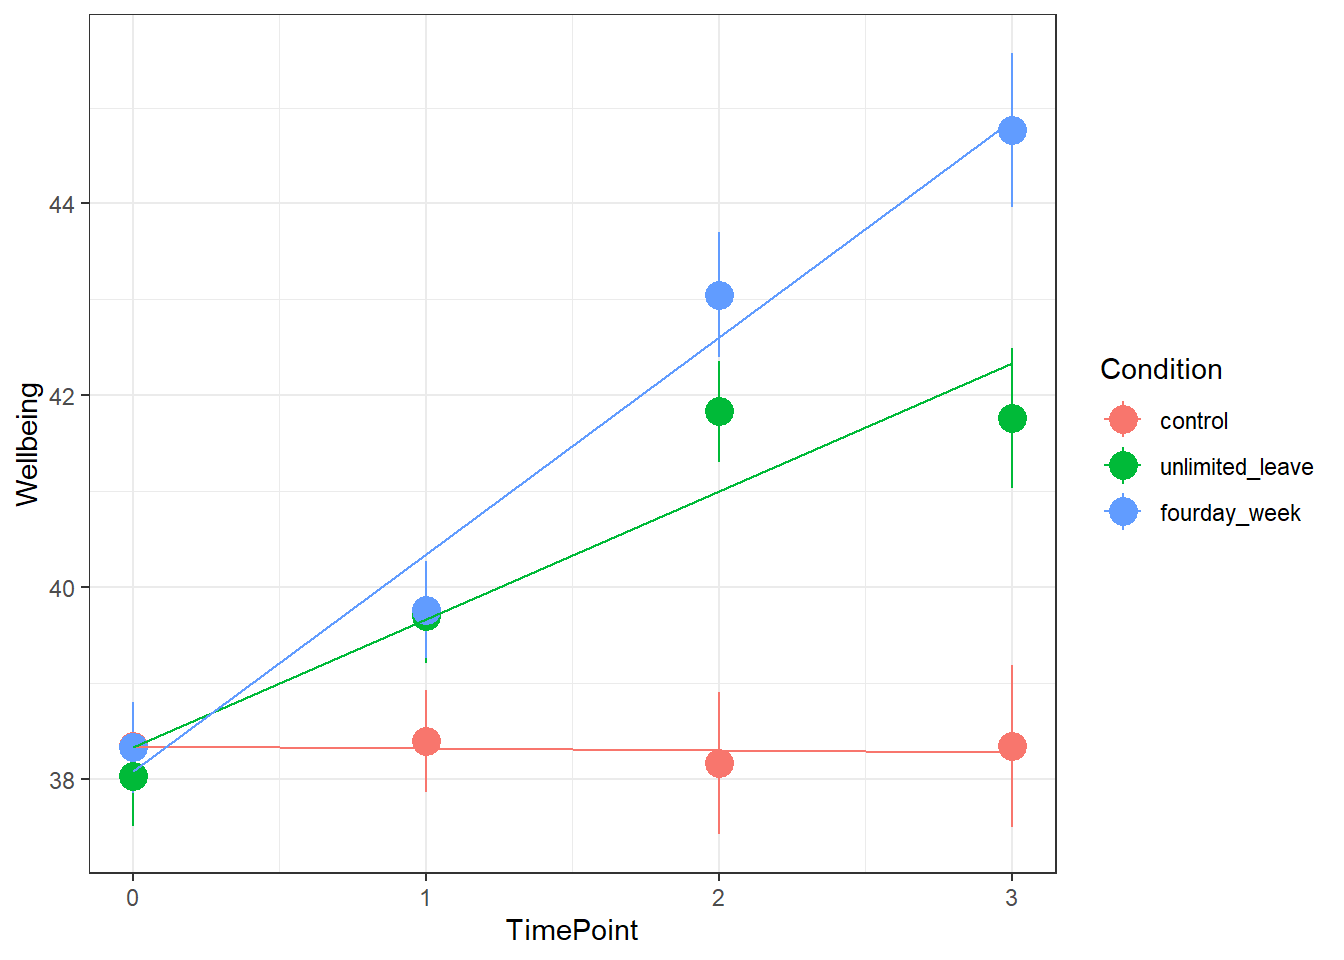 44
42
40
38
Wellbeing
0 1 2 3
TimePoint
Condition
control
unlimited_leave
fourday_week